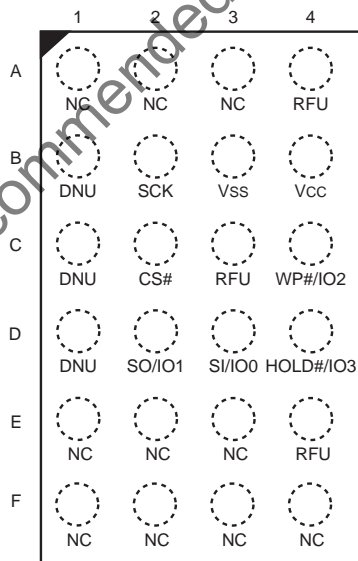 1 2 3 4
A
NC NC NC RFU
B
DNU SCK Vss Vcc
C
DNU CS# RFU WP#/IO2
D
DNU SO/IO1 SI/IO0 HOLD#/IO3
E
NC NC NC RFU
F
NC NC NC NC